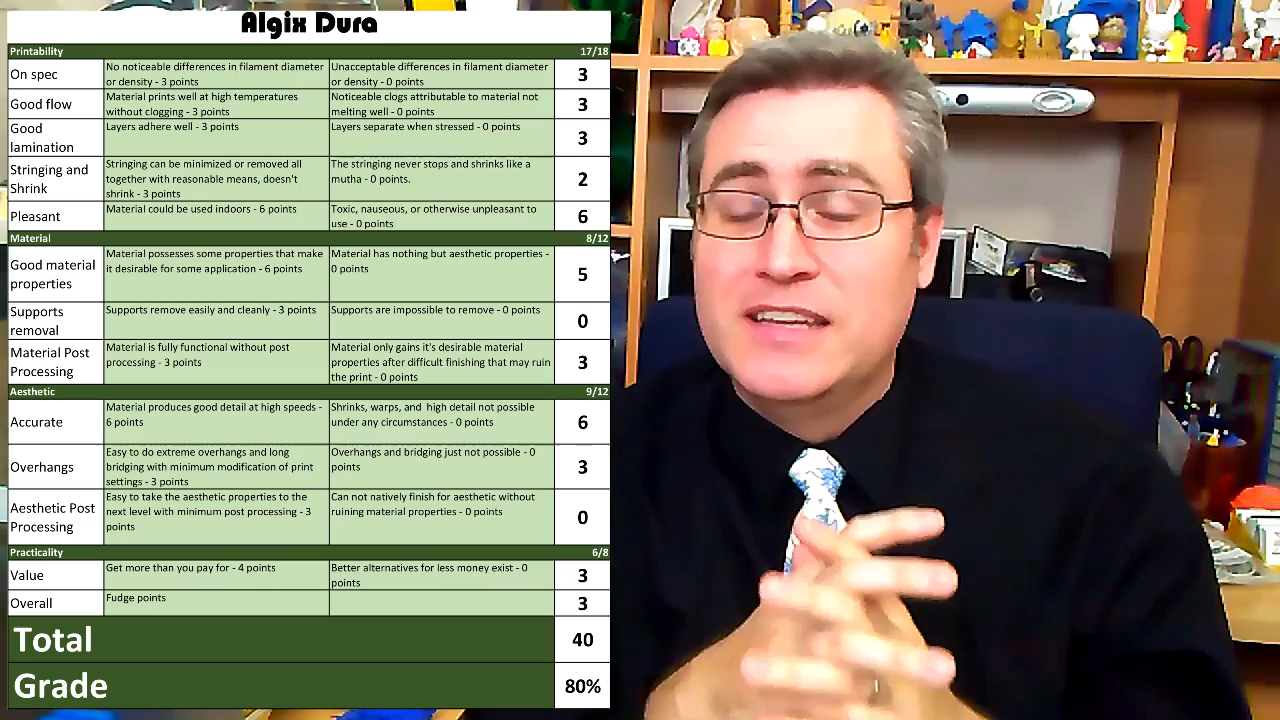 Algix Dura
Printability 17/18
On spec
No noticeable differences in filament diameter
or density - 3 points
Unacceptable differences in filament diameter
or density - 0 points
3
Good flow
Material prints well at high temperatures
without clogging - 3 points
Noticeable clogs attributable to material not
melting well - 0 points
3
Good
lamination
Layers adhere well - 3 points
Layers separate when stressed - 0 points
3
Stringing and
Shrink
Stringing can be minimized or removed all
together with reasonable means, doesn't
shrink - 3 points
The stringing never stops and shrinks like a
mutha - 0 points.
2
Pleasant
Material could be used indoors - 6 points
Toxic, nauseous, or otherwise unpleasant to
use - 0 points
6
Material 8/12
Good material
properties
Material possesses some properties that make
it desirable for some application - 6 points
Material has nothing but aesthetic properties -
0 points
5
Supports
removal
Supports remove easily and cleanly - 3 points
Supports are impossible to remove - 0 points
0
Material Post
Processing
Material is fully functional without post
processing - 3 points
Material only gains it's desirable material
properties after difficult finishing that may ruin
the print - 0 points
3
Aesthetic 9/12
Accurate
Material produces good detail at high speeds -
6 points
Shrinks, warps, and high detail not possible
under any circumstances - 0 points
6
Overhangs
Easy to do extreme overhangs and long
bridging with minimum modification of print
settings - 3 points
Overhangs and bridging just not possible - 0
points
3
Aesthetic Post
Processing
Easy to take the aesthetic properties to the
next level with minimum post processing - 3
points
Can not natively finish for aesthetic without
ruining material properties - 0 points
0
Practicality 6/8
Value
Get more than you pay for - 4 points
Better alternatives for less money exist - 0
points
3
Overall
Fudge points
3
Total 40
Grade 80%